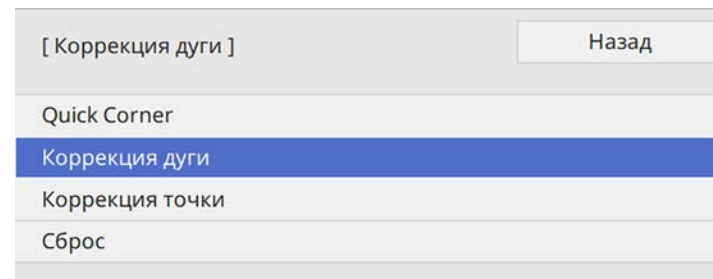 [ Коррекция дуги ]
Назад
Quick Corner
Коррекция дуги
Коррекция точки
Сброс